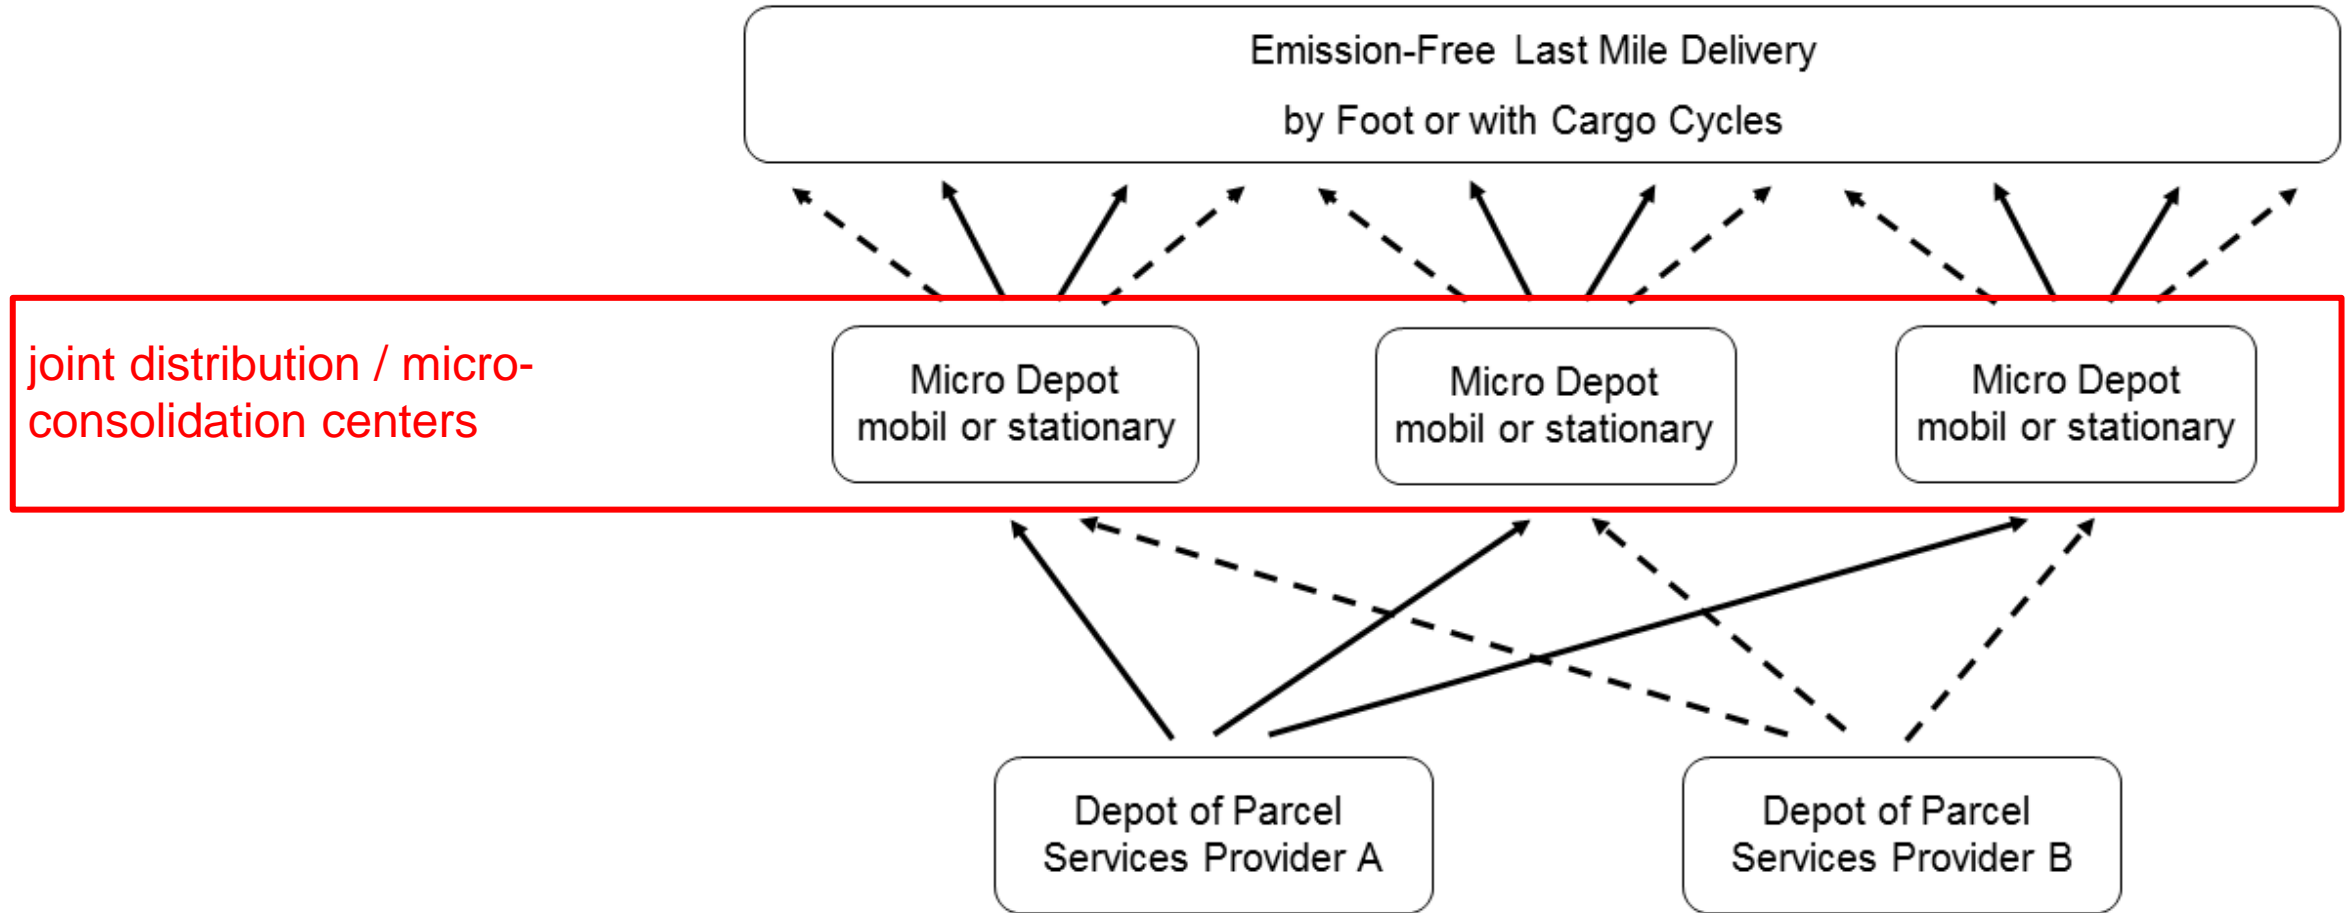 Emission-Free Last Mile Delivery
by Foot or with Cargo Cycles
joint distribution / micro-
consolidation centers
Micro Depot
mobil or stationary
Micro Depot
mobil or stationary
Micro Depot
mobil or stationary
Depot of Parcel
Services Provider A
Depot of Parcel
Services Provider B